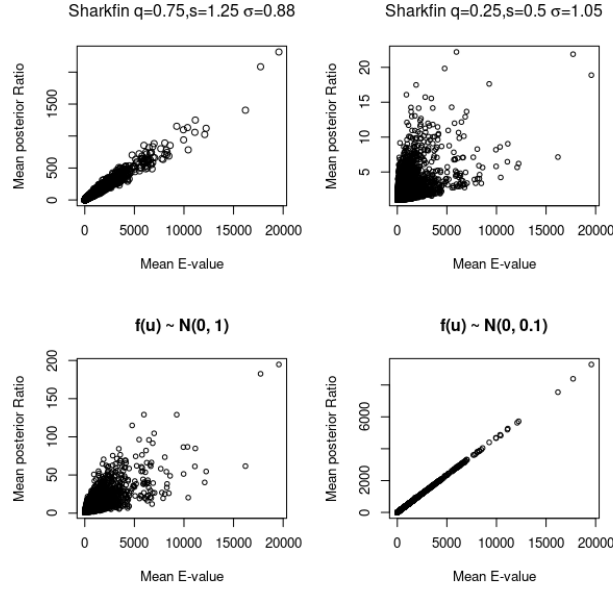 Sharkfin q=0.75,s=1.25 σ=0.88
Mean posterior Ratio
0 500 1500
0 5000 10000 15000 20000
Mean E-value
Sharkfin q=0.25,s=0.5 σ=1.05
Mean posterior Ratio
5 10 15 20
0 5000 10000 15000 20000
Mean E-value
f(u) ~ N(0, 1)
Mean posterior Ratio
0 50 100 150 200
0 5000 10000 15000 20000
Mean E-value
f(u) ~ N(0, 0.1)
Mean posterior Ratio
0 2000 6000
0 5000 10000 15000 20000
Mean E-value